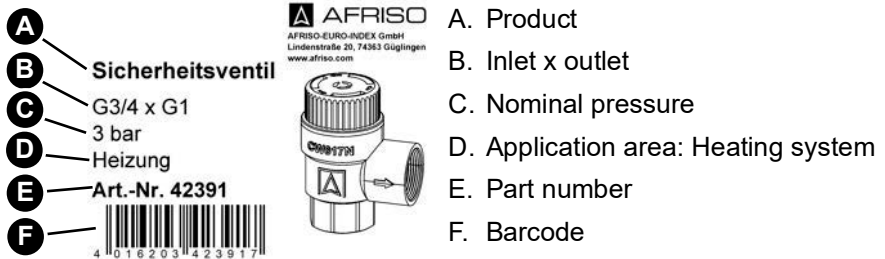 A
B
C
D
E
F
AFRISO
AFRISO-EURO-INDEX GmbH
Lindenstraße 20, 74363 Güglingen
www.afriso.com
Sicherheitsventil
G3/4 x G1
3 bar
Heizung
Art.-Nr. 42391
4 016203 423917
CW617N
A. Product
B. Inlet x outlet
C. Nominal pressure
D. Application area: Heating system
E. Part number
F. Barcode